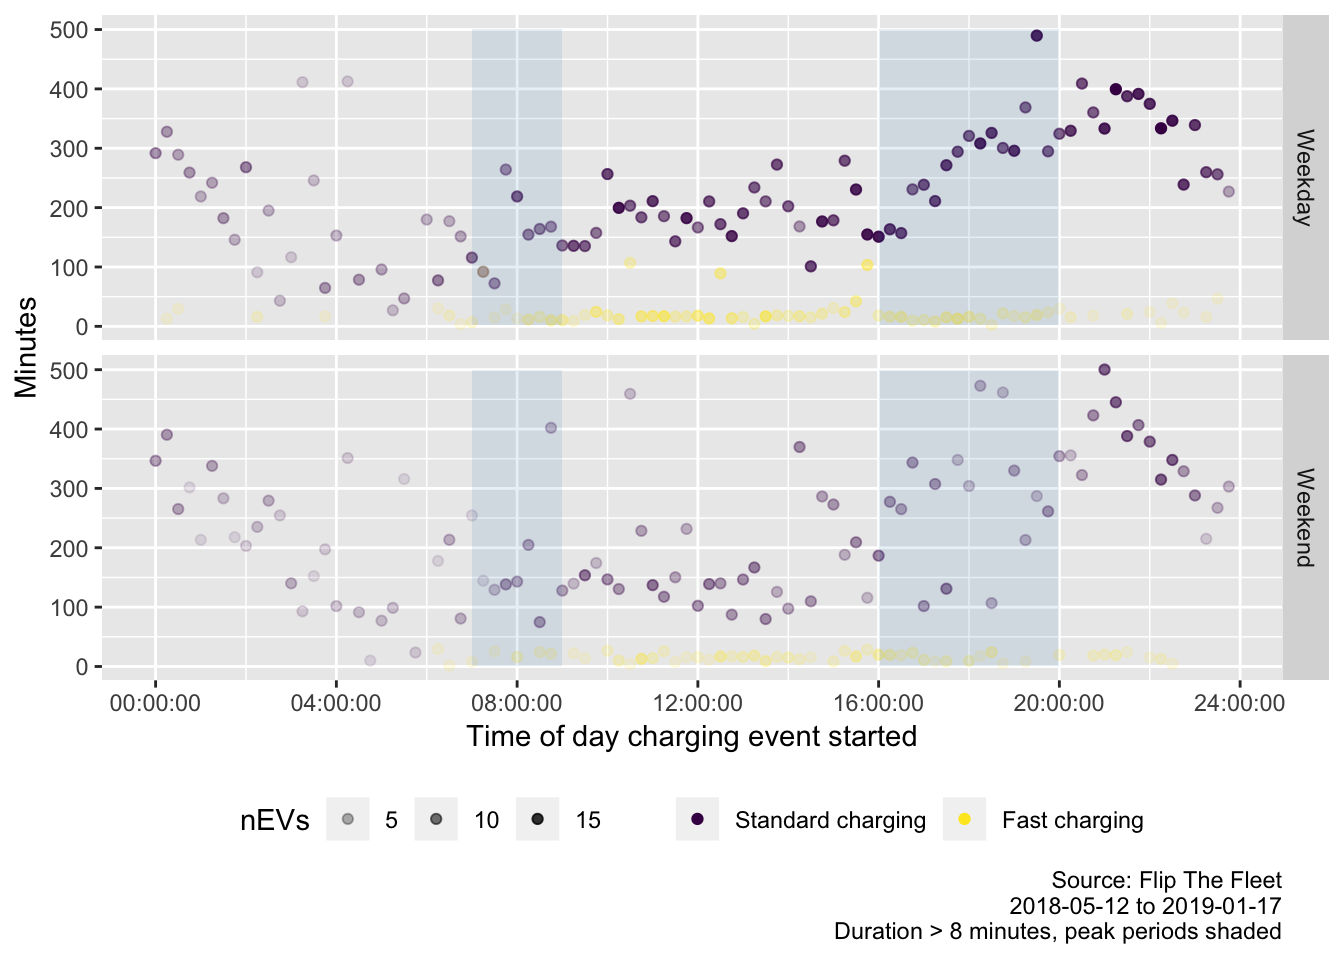 500
400
300
200
100
0
Weekday
500
400
300
200
100
0
Weekend
Minutes
00:00:00 04:00:00 08:00:00 12:00:00 16:00:00 20:00:00 24:00:00
Time of day charging event started
nEVs 5 10 15 Standard charging Fast charging
Source: Flip The Fleet
2018-05-12 to 2019-01-17
Duration > 8 minutes, peak periods shaded